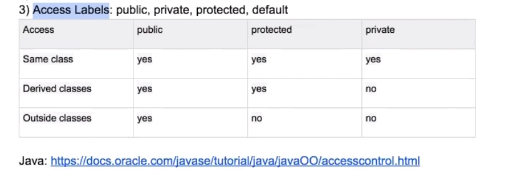 3) Access Labels: public, private, protected, default
Access public protected private
Same class yes yes yes
Derived classes yes yes no
Outside classes yes no no
Java: https://docs.oracle.com/javase/tutorial/java/javaOO/accesscontrol.html